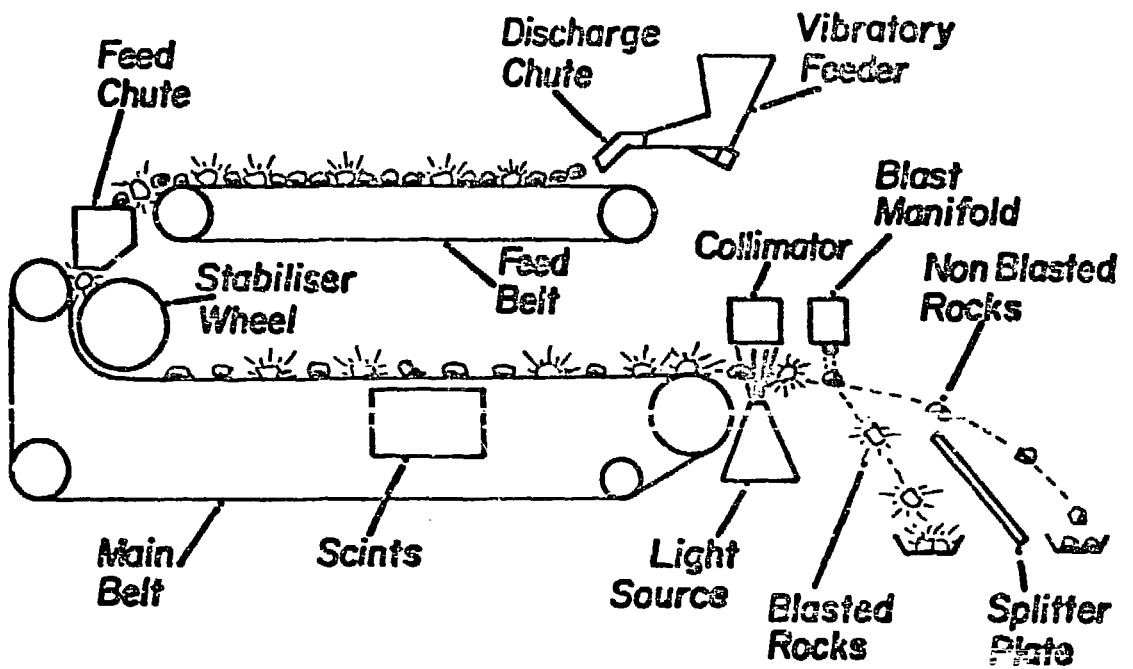 Feed
Chute
Discharge
Chute
Vibratory
Feeder
Blast
Manifold
Collimator
Non Blasted
Rocks
Stabiliser
Wheel
Feed
Belt
Main
Belt
Scints
Light
Source
Blasted
Rocks
Splitter
Plate